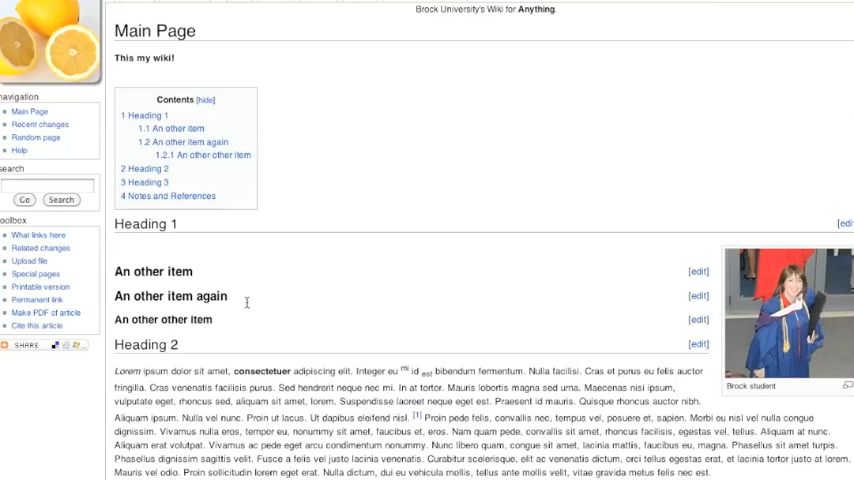 Brock University's Wiki for Anything.
Main Page
This my wiki!
Contents [hide]
1 Heading 1
1.1 An other item
1.2 An other item again
1.2.1 An other other item
2 Heading 2
3 Heading 3
4 Notes and References
navigation
Main Page
Recent changes
Random page
Help
search
Go Search
toolbox
What links here
Related changes
Upload file
Special pages
Printable version
Permanent link
Make PDF of article
Cite this article
SHARE
Heading 1 [edi
An other item [edit]
An other item again [edit]
An other other item [edit]
Heading 2 [edit]
Brock student
Lorem ipsum dolor sit amet, consectetuer adipiscing elit. Integer eu mi id est bibendum fermentum. Nulla facilisi. Cras et purus eu felis auctor
fringilla. Cras venenatis facilisis purus. Sed hendrerit neque nec mi. In at tortor. Mauris lobortis magna sed urna. Maecenas nisi ipsum,
vulputate eget, rhoncus sed, aliquam sit amet, lorem. Suspendisse laoreet neque eget est. Praesent id mauris. Quisque rhoncus auctor nibh.
Aliquam ipsum. Nulla vel nunc. Proin ut lacus. Ut dapibus eleifend nisl. [1] Proin pede felis, convallis nec, tempus vel, posuere et, sapien. Morbi eu nisl vel nulla
dignissim. Vivamus nulla eros, tempor eu, nonummy sit amet, faucibus et, eros. Nam quam pede, convallis sit amet, rhoncus facilisis, egestas vel, tellus. Aliquam at nunc.
Aliquam erat volutpat. Vivamus ac pede eget arcu condimentum nonummy. Nunc libero quam, congue sit amet, lacinia mattis, faucibus eu, magna. Phasellus sit amet turpis.
Phasellus dignissim sagittis velit. Fusce a felis vel justo lacinia venenatis. Curabitur scelerisque, elit ac venenatis dictum, orci tellus egestas erat, et lacinia tortor justo at lorem.
Mauris vel odio. Proin sollicitudin lorem eget erat. Nulla dictum, dui eu vehicula mollis, tellus ante mollis velit, vitae gravida metus felis nec est.